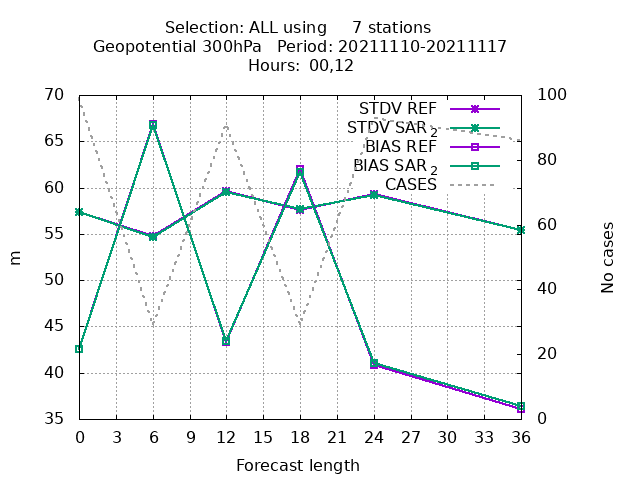 Selection: ALL using 7 stations
Geopotential 300hPa Period: 20211110-20211117
Hours: 00,12
70
65
60
55
50
45
40
35
100
80
60
40
20
0
m
No cases
STDV REF
STDV SAR 2
BIAS REF
BIAS SAR 2
CASES
0 3 6 9 12 15 18 21 24 27 30 33 36
Forecast length